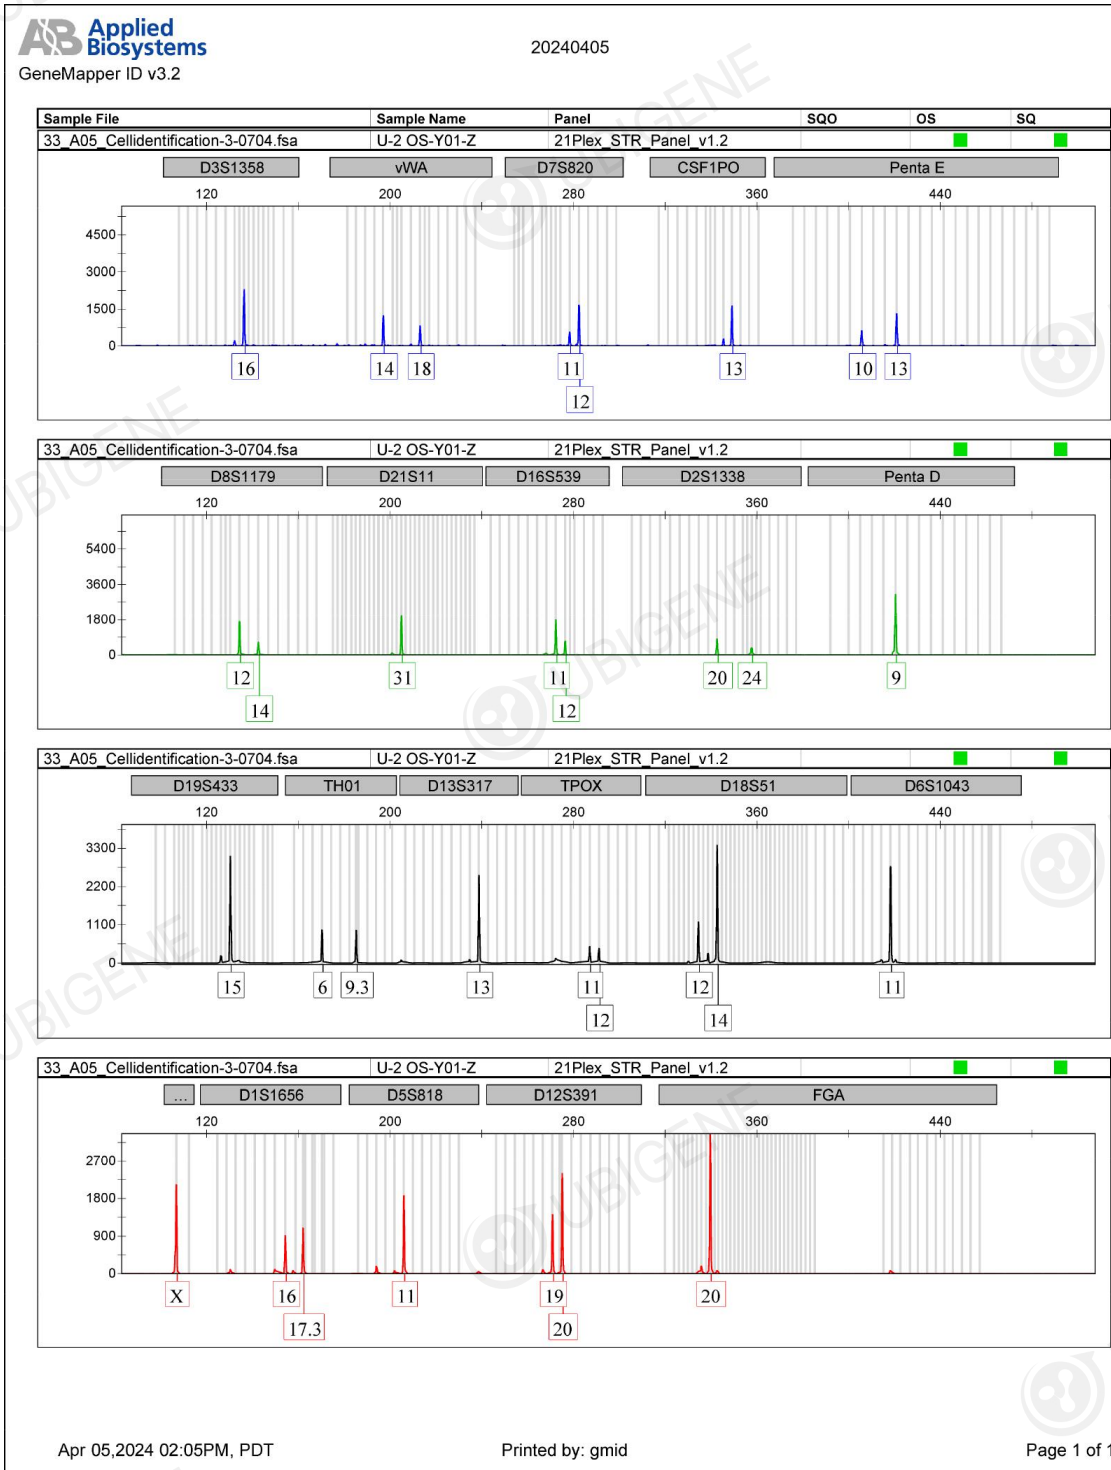 AB Applied
Biosystems
20240405
GeneMapper ID v3.2
Sample File Sample Name Panel SQO OS SQ
33_A05_Cellidentification-3-0704.fsa U-2 OS-Y01-Z 21Plex_STR_Panel_v1.2
D3S1358 vWA D7S820 CSF1PO Penta E
120 200 280 360 440
4500
3000
1500
0
16 14 18 11 13 10 13
12
33_A05_Cellidentification-3-0704.fsa U-2 OS-Y01-Z 21Plex_STR_Panel_v1.2
D8S1179 D21S11 D16S539 D2S1338 Penta D
120 200 280 360 440
5400
3600
1800
0
12 31 11 20 24 9
14 12
33_A05_Cellidentification-3-0704.fsa U-2 OS-Y01-Z 21Plex_STR_Panel_v1.2
D19S433 TH01 D13S317 TPOX D18S51 D6S1043
120 200 280 360 440
3300
2200
1100
0
15 6 9.3 13 11 12 11
12 14
33_A05_Cellidentification-3-0704.fsa U-2 OS-Y01-Z 21Plex_STR_Panel_v1.2
... D1S1656 D5S818 D12S391 FGA
120 200 280 360 440
2700
1800
900
0
X 16 11 19 20
17.3 20
Apr 05,2024 02:05PM, PDT Printed by: gmid Page 1 of 1
UBIGENE
UBIGENE
UBIGENE
UBIGENE
UBIGENE